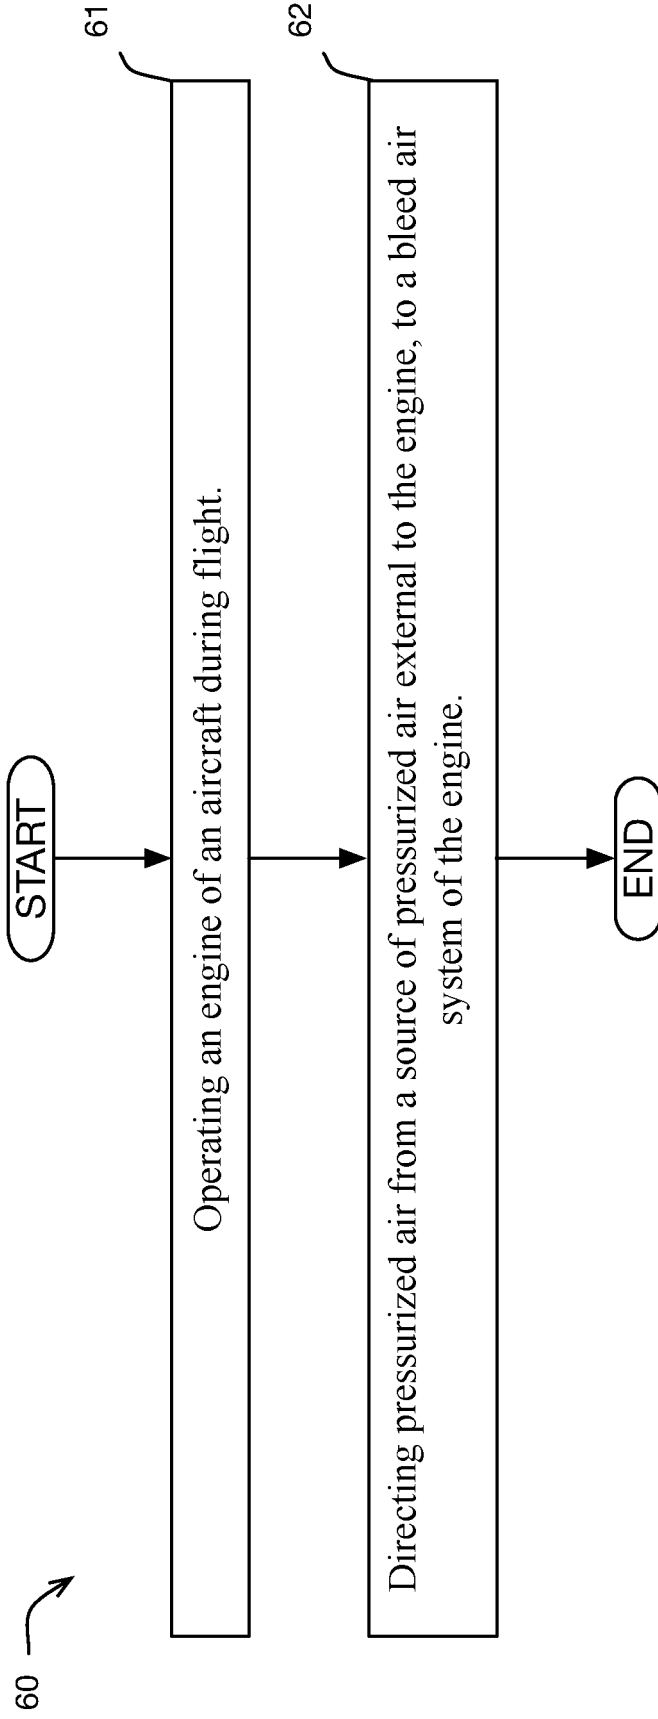 60
START
61
Operating an engine of an aircraft during flight.
62
Directing pressurized air from a source of pressurized air external to the engine, to a bleed air
system of the engine.
END